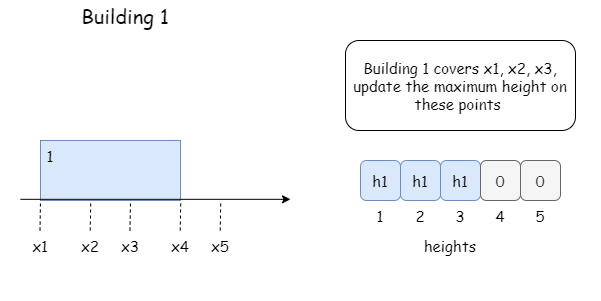 Building 1
Building 1 covers x1, x2, x3,
update the maximum height on
these points
1
h1 h1 h1 0 0
1 2 3 4 5
x1 x2 x3 x4 x5
heights